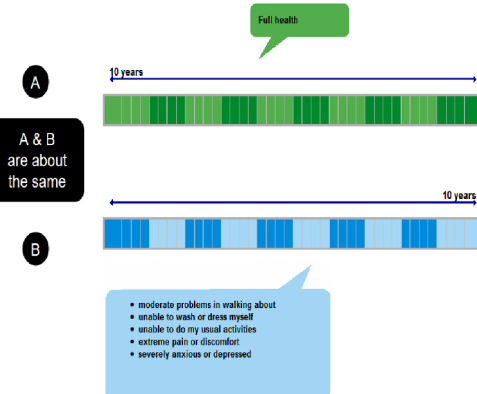 Full health
A
10 years
A & B
are about
the same
10 years
B
• moderate problems in walking about
• unable to wash or dress myself
• unable to do my usual activities
• extreme pain or discomfort
• severely anxious or depressed